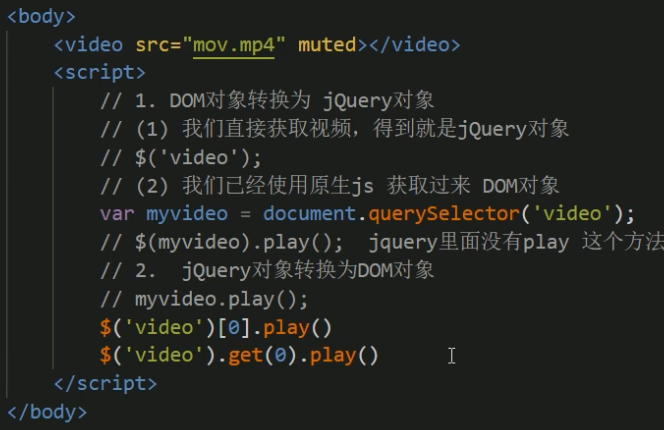 <body>
<video src="mov.mp4" muted></video>
<script>
// 1. DOM对象转换为 jQuery对象
// (1) 我们直接获取视频，得到就是jQuery对象
// $('video');
// (2) 我们已经使用原生js 获取过来 DOM对象
var myvideo = document.querySelector('video');
// $(myvideo).play();  jquery里面没有play 这个方法
// 2.  jQuery对象转换为DOM对象
// myvideo.play();
$('video')[0].play()
$('video').get(0).play()
</script>
</body>